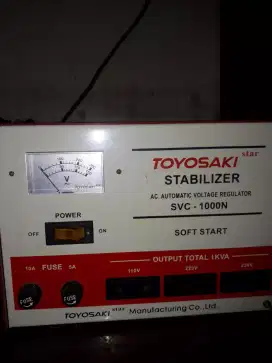 V
TOYOSAKI star
STABILIZER
AC. AUTOMATIC VOLTAGE REGULATOR
SVC - 1000N
POWER
OFF
ON
SOFT START
10A FUSE 5A
OUTPUT TOTAL 1KVA
110V
220V
FUSE
FUSE
TOYOSAKI star Manufacturing Co.,Ltd.